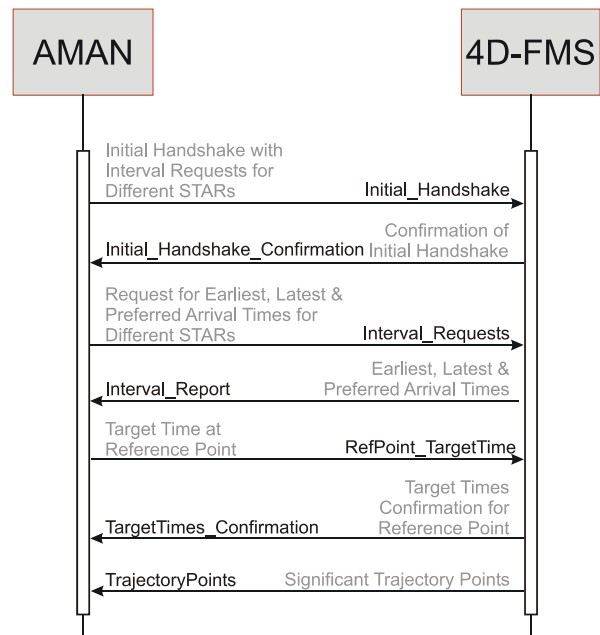 AMAN
4D-FMS
Initial Handshake with
Interval Requests for
Different STARs
Initial_Handshake
Confirmation of
Initial Handshake
Initial_Handshake_Confirmation
Request for Earliest, Latest &
Preferred Arrival Times for
Different STARs
Interval_Requests
Earliest, Latest &
Preferred Arrival Times
Interval_Report
Target Time at
Reference Point
RefPoint_TargetTime
Target Times
Confirmation for
Reference Point
TargetTimes_Confirmation
TrajectoryPoints
Significant Trajectory Points